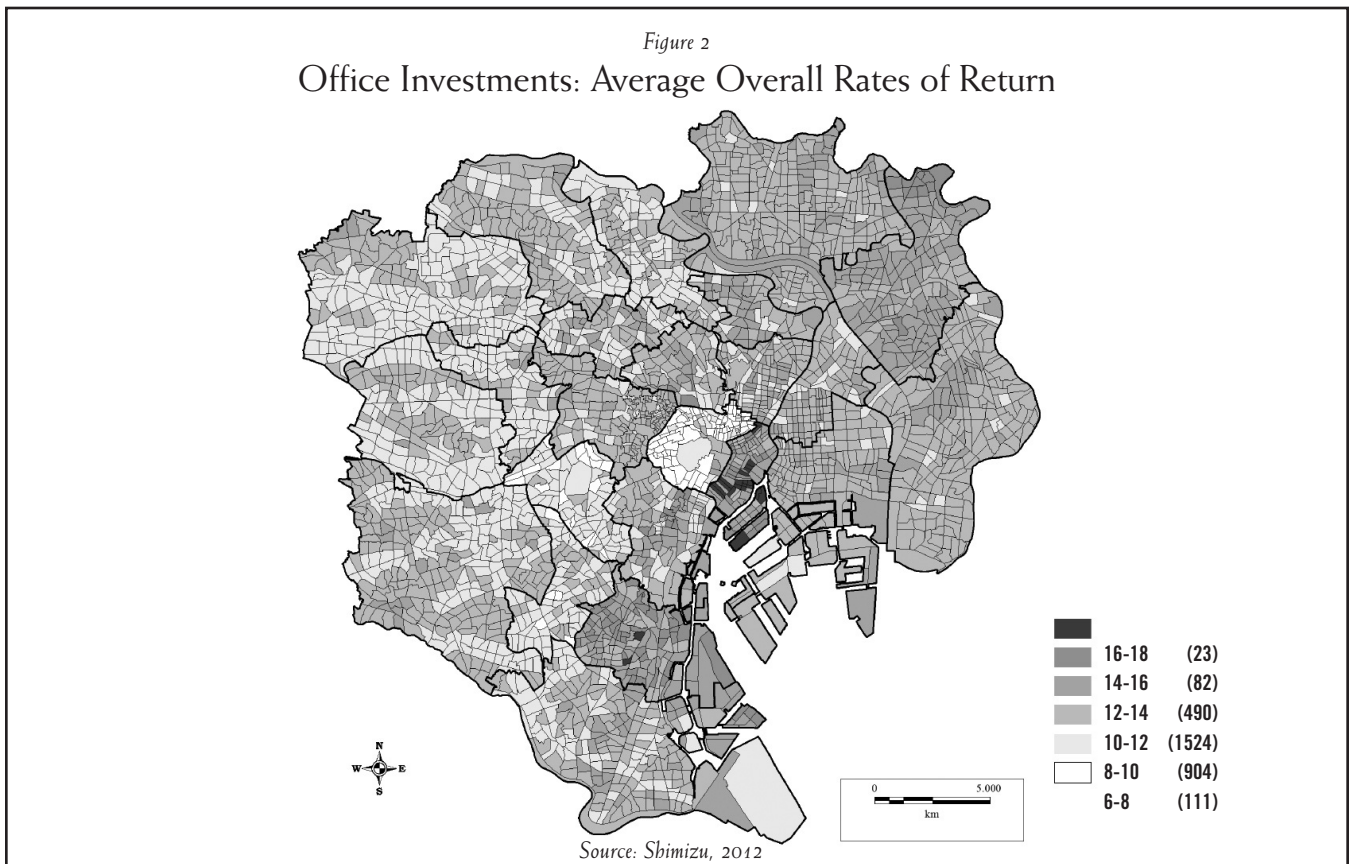 Figure 2
Office Investments: Average Overall Rates of Return
16-18 (23)
14-16 (82)
12-14 (490)
10-12 (1524)
8-10 (904)
6-8 (111)
N
W E
S
0 5.000
km
Source: Shimizu, 2012